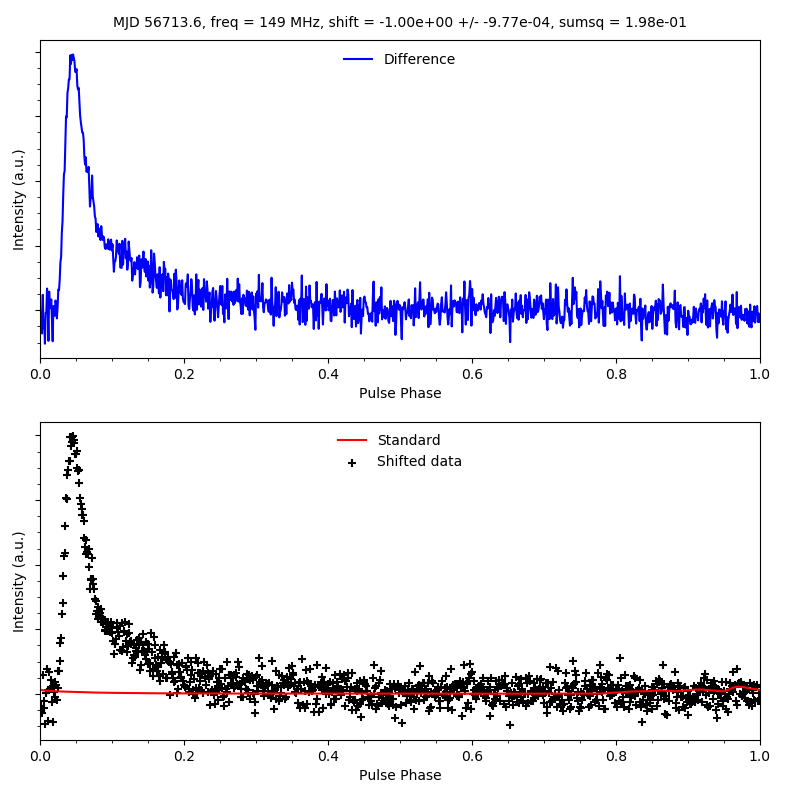 MJD 56713.6, freq = 149 MHz, shift = -1.00e+00 +/- -9.77e-04, sumsq = 1.98e-01
Difference
Intensity (a.u.)
0.0 0.2 0.4 0.6 0.8 1.0
Pulse Phase
Standard
Shifted data
Intensity (a.u.)
0.0 0.2 0.4 0.6 0.8 1.0
Pulse Phase